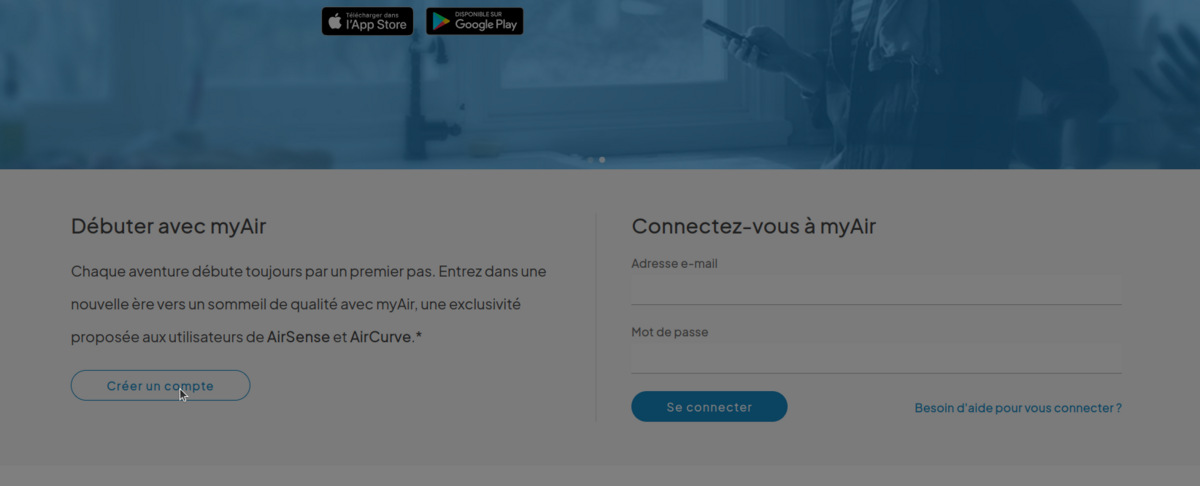 Télécharger dans
l'App Store
DISPONIBLE SUR
Google Play
Débuter avec myAir
Chaque aventure débute toujours par un premier pas. Entrez dans une
nouvelle ère vers un sommeil de qualité avec myAir, une exclusivité
proposée aux utilisateurs de AirSense et AirCurve.*
Créer un compte
Connectez-vous à myAir
Adresse e-mail
Mot de passe
Se connecter
Besoin d'aide pour vous connecter ?